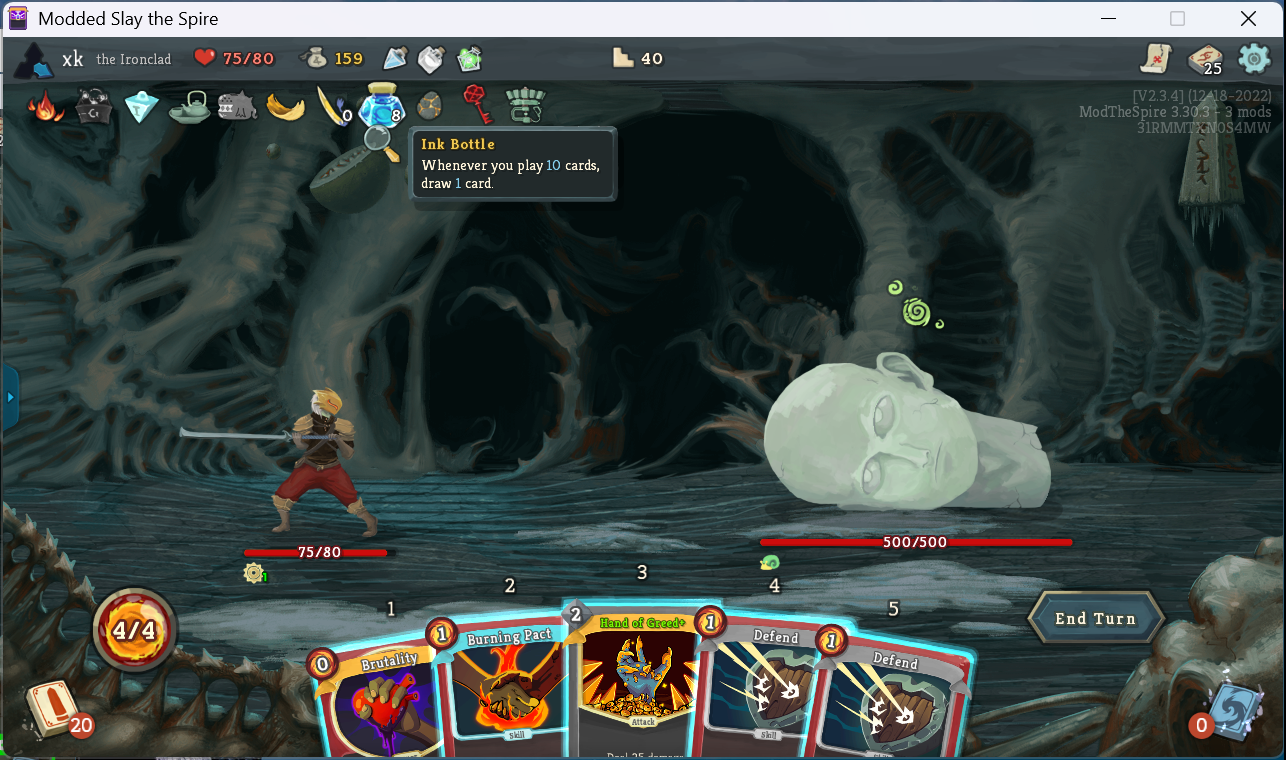 Modded Slay the Spire
xk the Ironclad 75/80 159 40 25
0 8
[V2.3.4] (12-18-2022)
ModTheSpire 3.30.3 - 3 mods
31RMMTXN0S4MW
Ink Bottle
Whenever you play 10 cards,
draw 1 card.
75/80
500/500
1
1 2 3 4 5
4/4
End Turn
0 Brutality
1 Burning Pact
Skill
2 Hand of Greed+
Attack
1 Defend
Skill
1 Defend
20
0